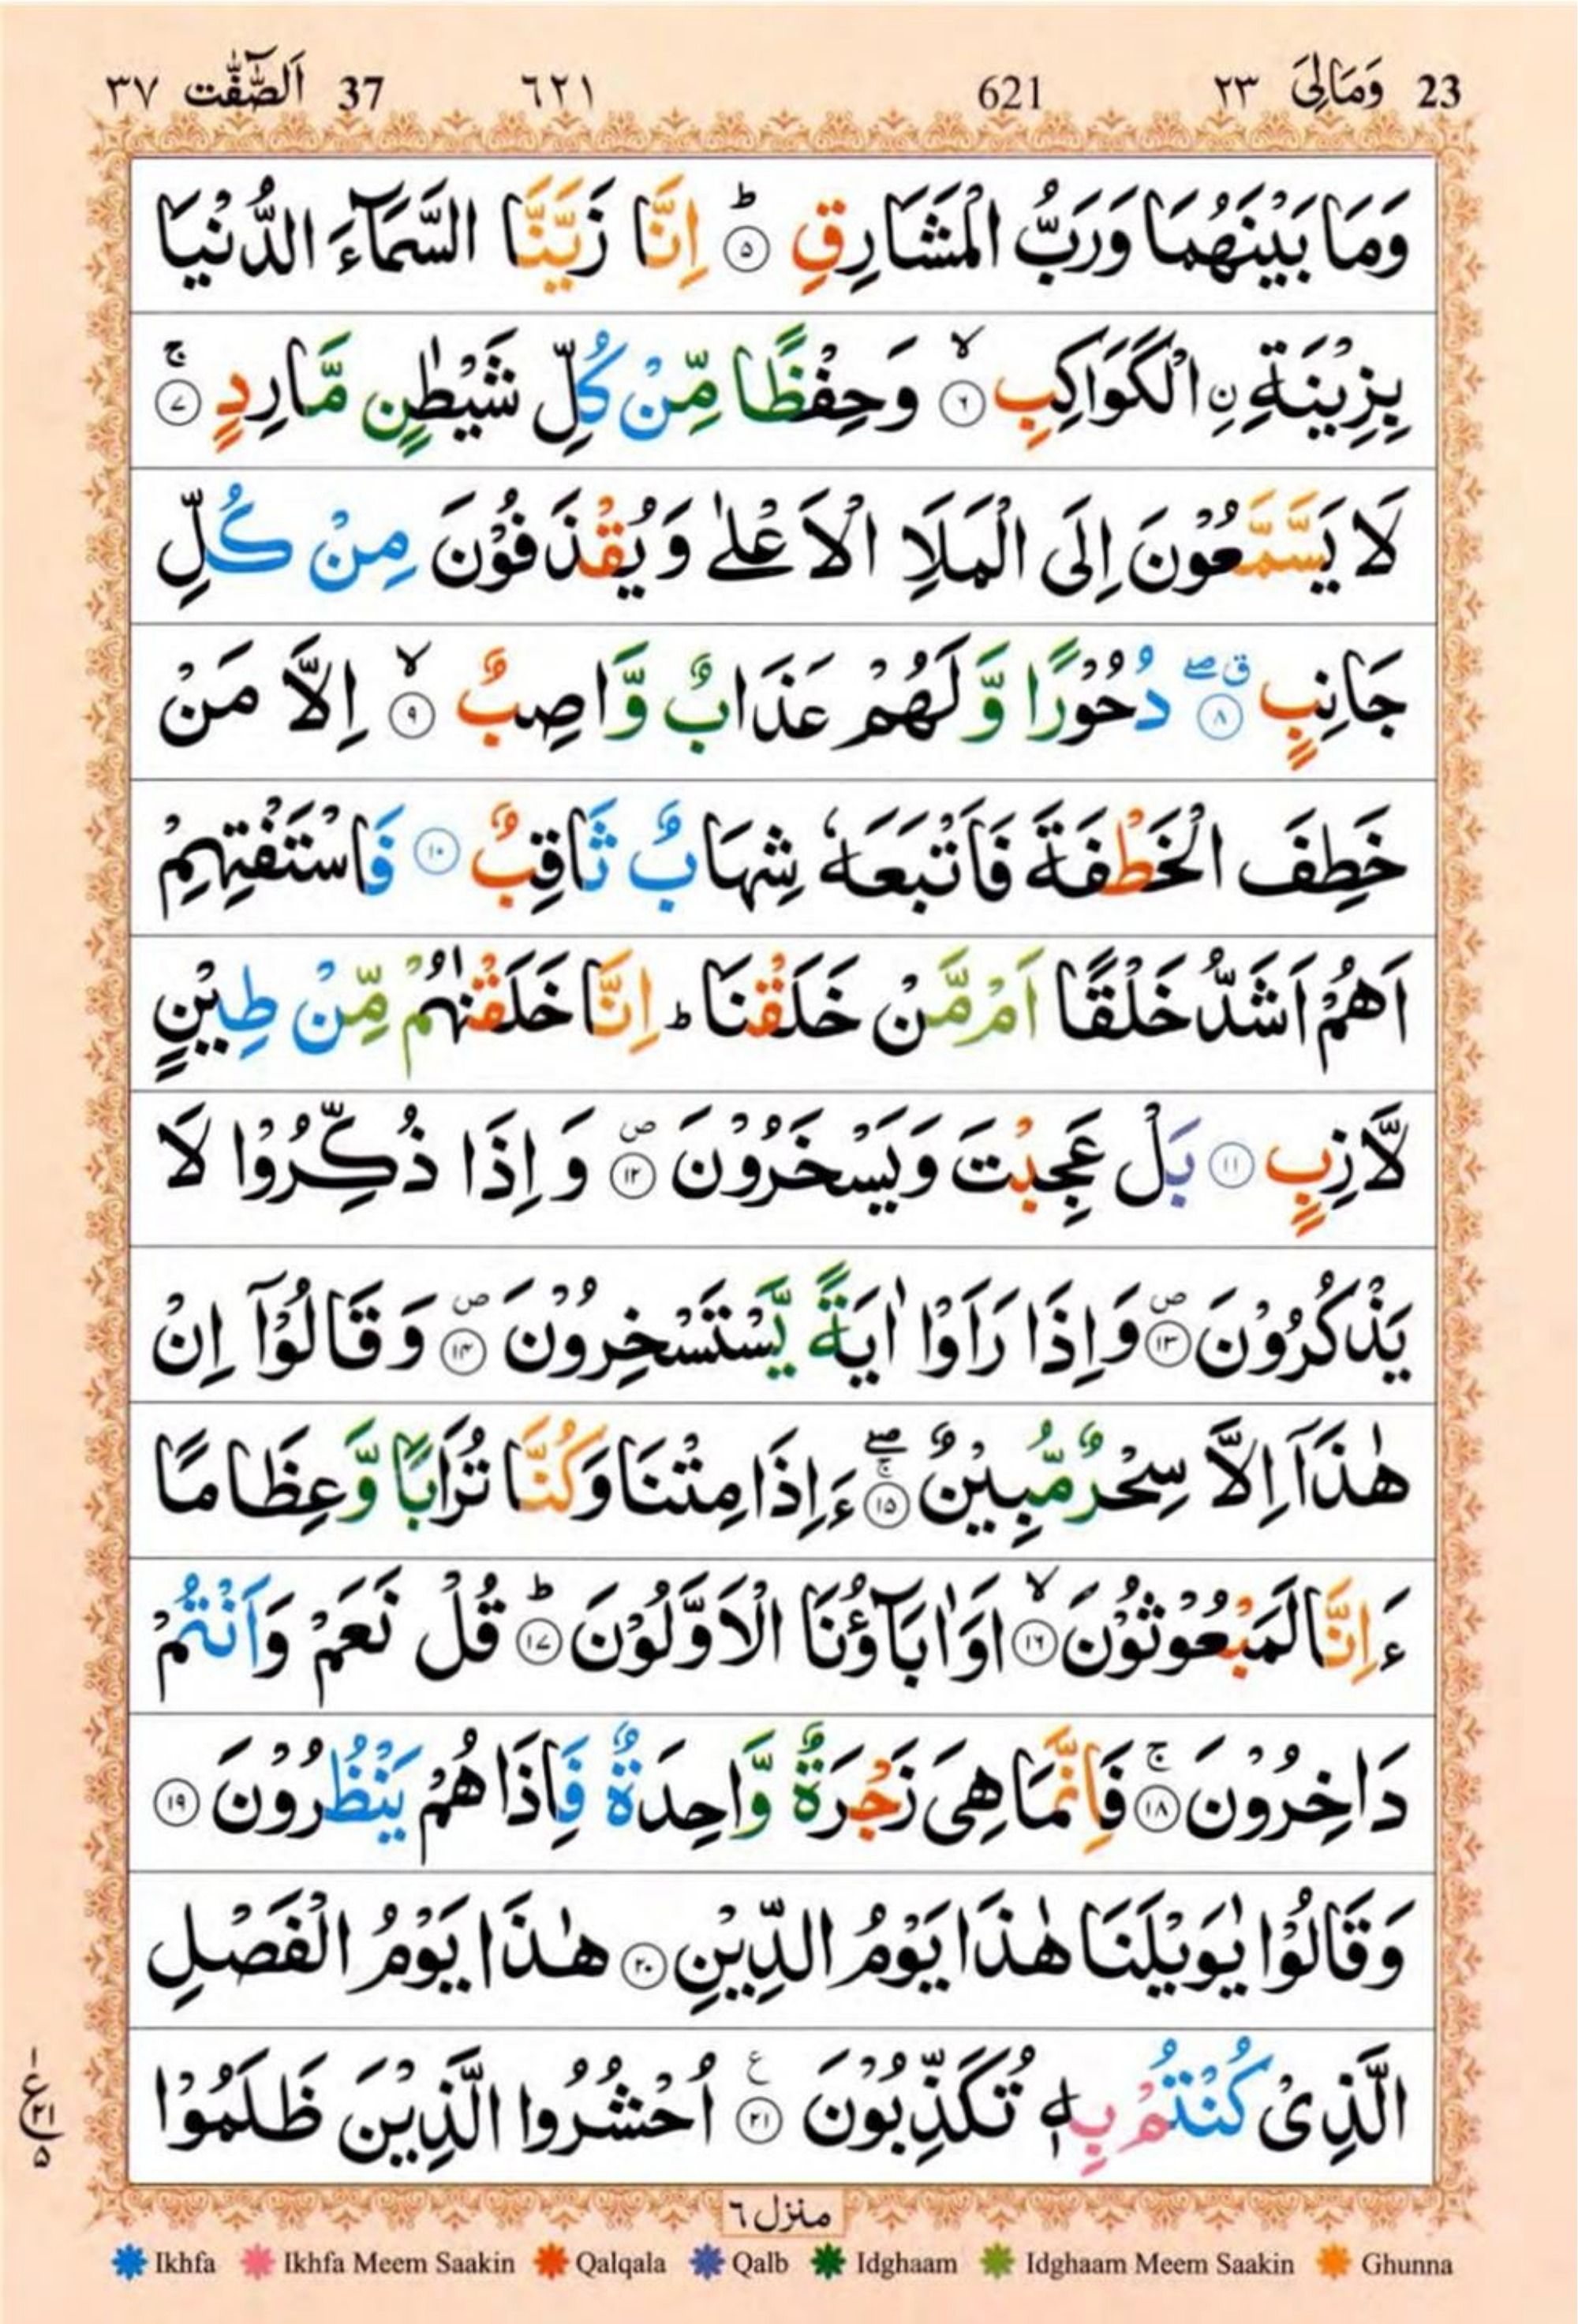 23 وَمَالِیَ ٢٣ 621 ٦٢١ 37 اَلصّٰٓفّٰت ٣٧
وَمَا بَيْنَهُمَا وَرَبُّ الْمَشَارِقِ ؕ ۝٥ اِنَّا زَيَّنَّا السَّمَآءَ الدُّنْيَا
بِزِيْنَةِ ۨالْكَوَاكِبِ ۙ ۝٦ وَحِفْظًا مِّنْ كُلِّ شَيْطٰنٍ مَّارِدٍ ۚ ۝٧
لَا يَسَّمَّعُوْنَ اِلَى الْمَلَاِ الْاَعْلٰى وَيُقْذَفُوْنَ مِنْ كُلِّ
جَانِبٍ ۝٨ ق صلے دُحُوْرًا وَّلَهُمْ عَذَابٌ وَّاصِبٌ ۙ ۝٩ اِلَّا مَنْ
خَطِفَ الْخَطْفَةَ فَاَتْبَعَهٗ شِهَابٌ ثَاقِبٌ ۝١٠ فَاسْتَفْتِهِمْ
اَهُمْ اَشَدُّ خَلْقًا اَمْ مَّنْ خَلَقْنَا ؕ اِنَّا خَلَقْنٰهُمْ مِّنْ طِيْنٍ
لَّازِبٍ ۝١١ بَلْ عَجِبْتَ وَيَسْخَرُوْنَ ص ۝١٢ وَاِذَا ذُكِّرُوْا لَا
يَذْكُرُوْنَ ص ۝١٣ وَاِذَا رَاَوْا اٰيَةً يَّسْتَسْخِرُوْنَ ص ۝١٤ وَقَالُوْٓا اِنْ
هٰذَآ اِلَّا سِحْرٌ مُّبِيْنٌ ۚ صلے ۝١٥ ءَاِذَا مِتْنَا وَكُنَّا تُرَابًا وَّعِظَامًا
ءَاِنَّا لَمَبْعُوْثُوْنَ ۙ ۝١٦ اَوَاٰبَآؤُنَا الْاَوَّلُوْنَ ؕ ۝١٧ قُلْ نَعَمْ وَاَنْتُمْ
دَاخِرُوْنَ ۚ ۝١٨ فَاِنَّمَا هِىَ زَجْرَةٌ وَّاحِدَةٌ فَاِذَا هُمْ يَنْظُرُوْنَ ۝١٩
وَقَالُوْا يٰوَيْلَنَا هٰذَا يَوْمُ الدِّيْنِ ۝٢٠ هٰذَا يَوْمُ الْفَصْلِ
الَّذِىْ كُنْتُمْ بِهٖ تُكَذِّبُوْنَ ع ۝٢١ اُحْشُرُوا الَّذِيْنَ ظَلَمُوْا
١ ع ٢١ ٥
منزل ٦
Ikhfa Ikhfa Meem Saakin Qalqala Qalb Idghaam Idghaam Meem Saakin Ghunna